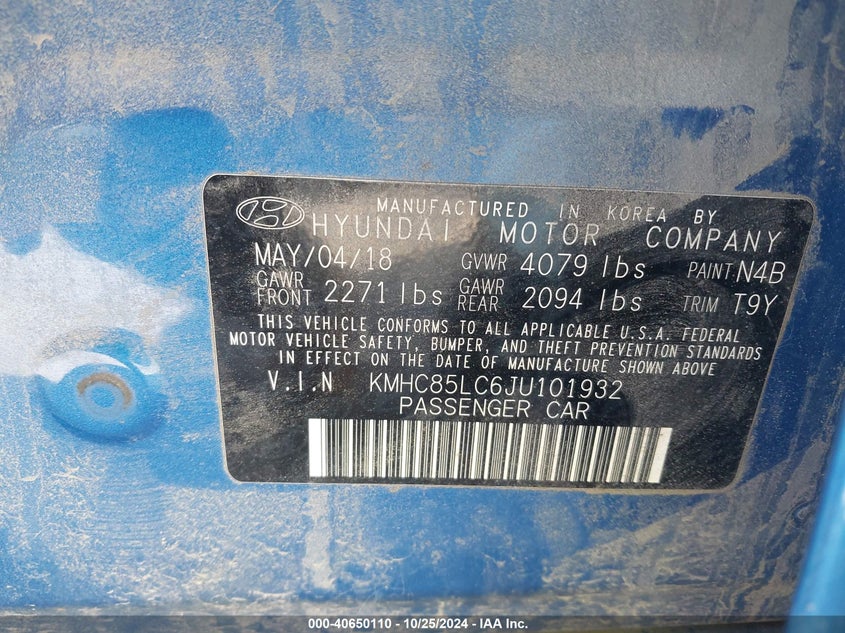 MANUFACTURED IN KOREA BY
HYUNDAI MOTOR COMPANY
MAY/04/18 GVWR 4079 lbs PAINT:N4B
GAWR FRONT 2271 lbs GAWR REAR 2094 lbs TRIM T9Y
THIS VEHICLE CONFORMS TO ALL APPLICABLE U.S.A. FEDERAL
MOTOR VEHICLE SAFETY, BUMPER, AND THEFT PREVENTION STANDARDS
IN EFFECT ON THE DATE OF MANUFACTURE SHOWN ABOVE
V.I.N KMHC85LC6JU101932
PASSENGER CAR
000-40650110 - 10/25/2024 - IAA Inc.